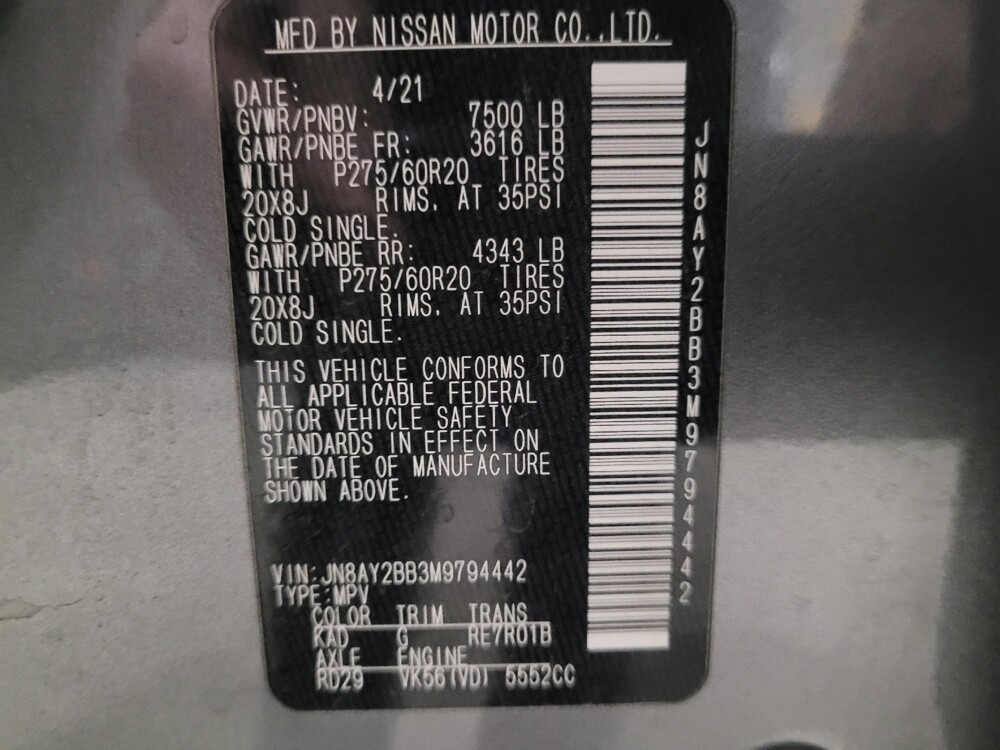 MFD BY NISSAN MOTOR CO.,LTD.
DATE: 4/21
GVWR/PNBV: 7500 LB
GAWR/PNBE FR: 3616 LB
WITH P275/60R20 TIRES
20X8J RIMS, AT 35PSI
COLD SINGLE.
GAWR/PNBE RR: 4343 LB
WITH P275/60R20 TIRES
20X8J RIMS, AT 35PSI
COLD SINGLE.
THIS VEHICLE CONFORMS TO
ALL APPLICABLE FEDERAL
MOTOR VEHICLE SAFETY
STANDARDS IN EFFECT ON
THE DATE OF MANUFACTURE
SHOWN ABOVE.
VIN:JN8AY2BB3M9794442
TYPE:MPV
COLOR TRIM TRANS
KAD G RE7R01B
AXLE ENGINE
RD29 VK56(VD) 5552CC
JN8AY2BB3M9794442